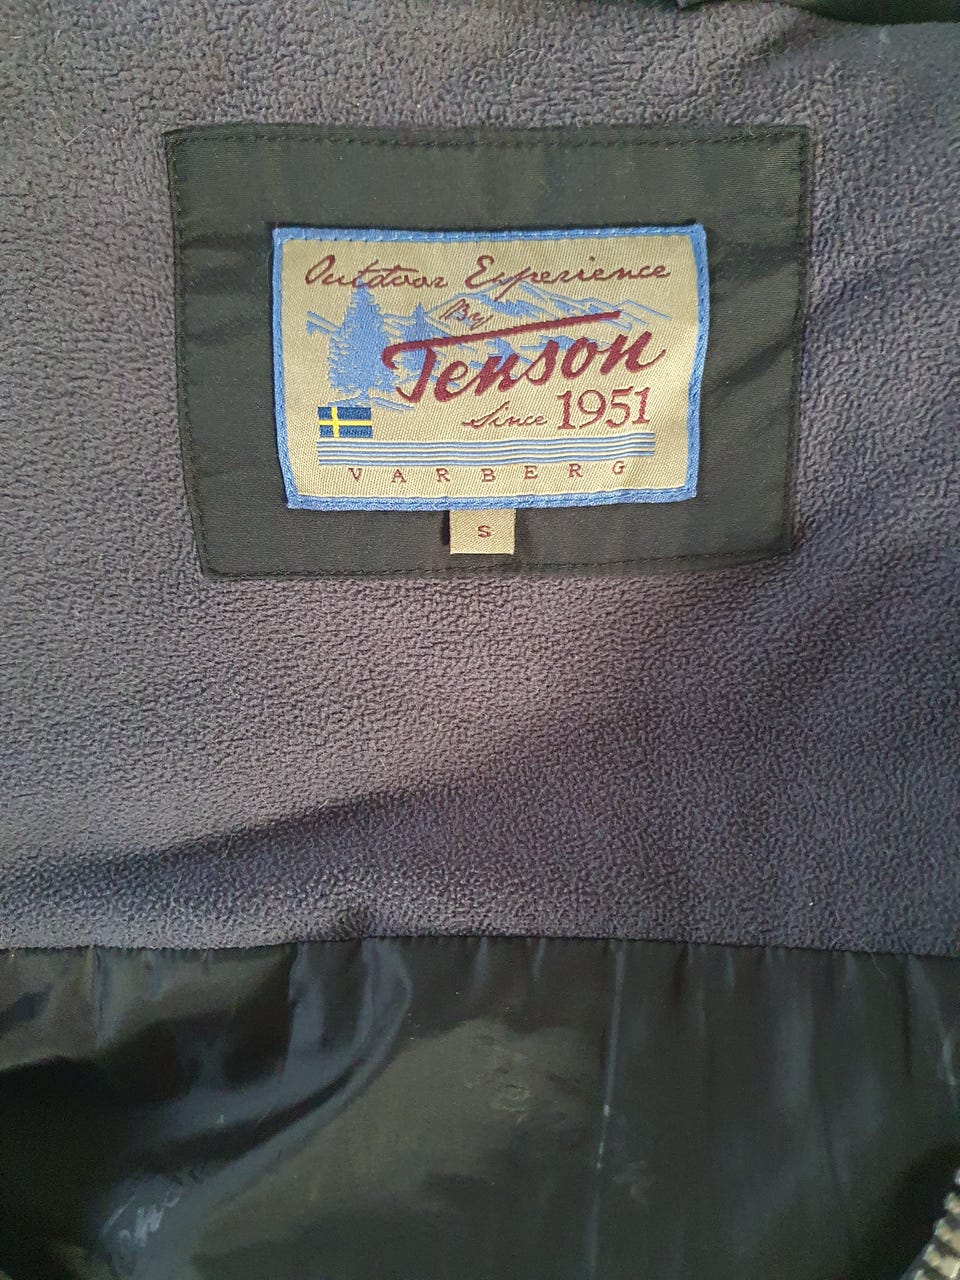 Outdoor Experience
By
Tenson
Since 1951
VARBERG
S